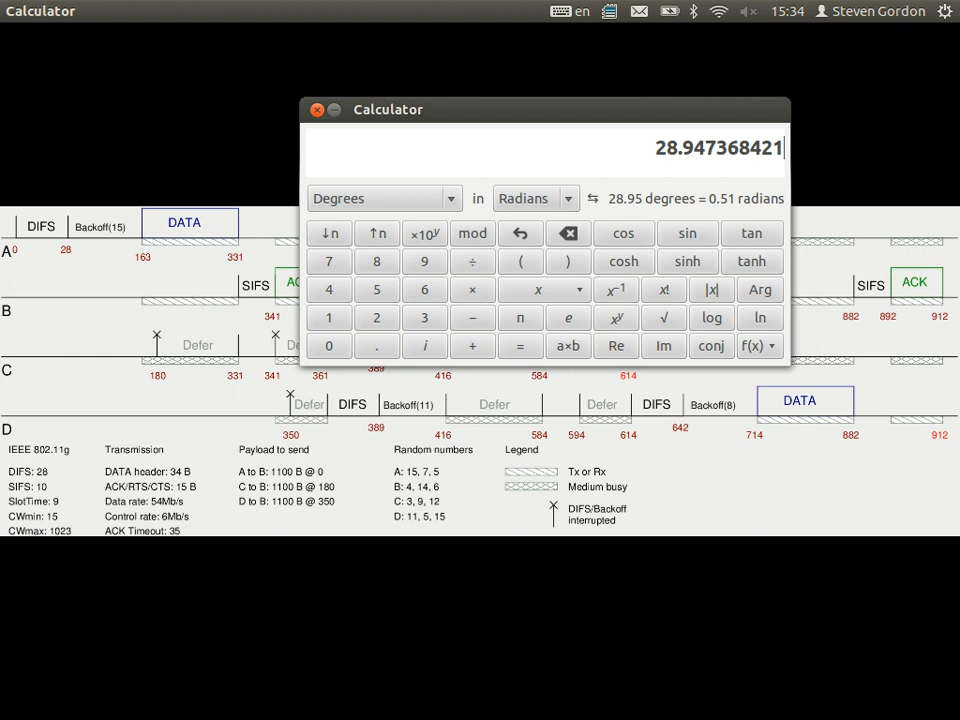 Calculator
en
15:34 Steven Gordon
Calculator
28.947368421
Degrees in Radians 28.95 degrees = 0.51 radians
↓n ↑n ×10y mod cos sin tan
7 8 9 ÷ ( ) cosh sinh tanh
4 5 6 × x x−1 x! |x| Arg
1 2 3 − π e xy √ log ln
0 . i + = a×b Re Im conj f(x)
DIFS Backoff(15) DATA
A 0 28 163 331
SIFS SIFS ACK
B 341 882 892 912
Defer
C 180 331 341 361 389 416 584 614
Defer DIFS Backoff(11) Defer Defer DIFS Backoff(8) DATA
D 350 389 416 584 594 614 642 714 882 912
IEEE 802.11g Transmission Payload to send Random numbers Legend
DIFS: 28 DATA header: 34 B A to B: 1100 B @ 0 A: 15, 7, 5 Tx or Rx
SIFS: 10 ACK/RTS/CTS: 15 B C to B: 1100 B @ 180 B: 4, 14, 6 Medium busy
SlotTime: 9 Data rate: 54Mb/s D to B: 1100 B @ 350 C: 3, 9, 12 DIFS/Backoff
CWmin: 15 Control rate: 6Mb/s D: 11, 5, 15 interrupted
CWmax: 1023 ACK Timeout: 35